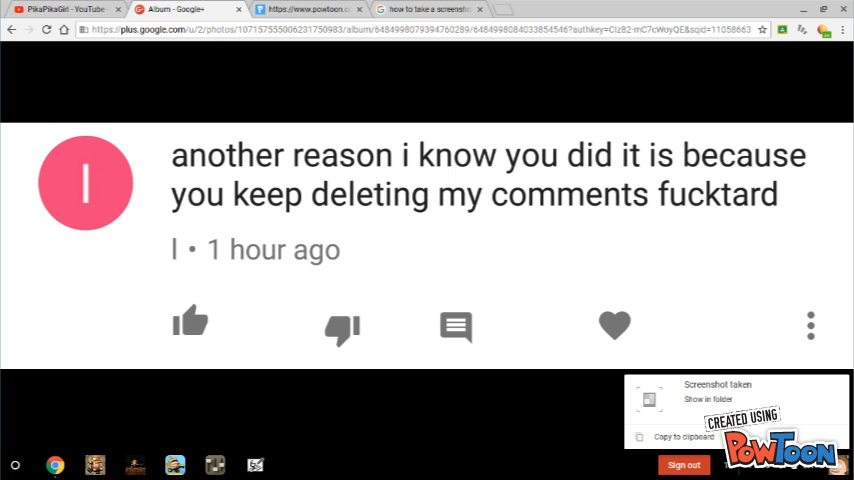 PikaPikaGirl - YouTube
Album - Google+
https://www.powtoon.c
how to take a screensho
https://plus.google.com/u/2/photos/107157555006231750983/album/6484998079394760289/6484998084033854546?authkey=CIz82-mC7cWoyQE&sqid=11058663
another reason i know you did it is because
you keep deleting my comments fucktard
l
l • 1 hour ago
Screenshot taken
Show in folder
Copy to clipboard
CREATED USING
POWTOON
Sign out